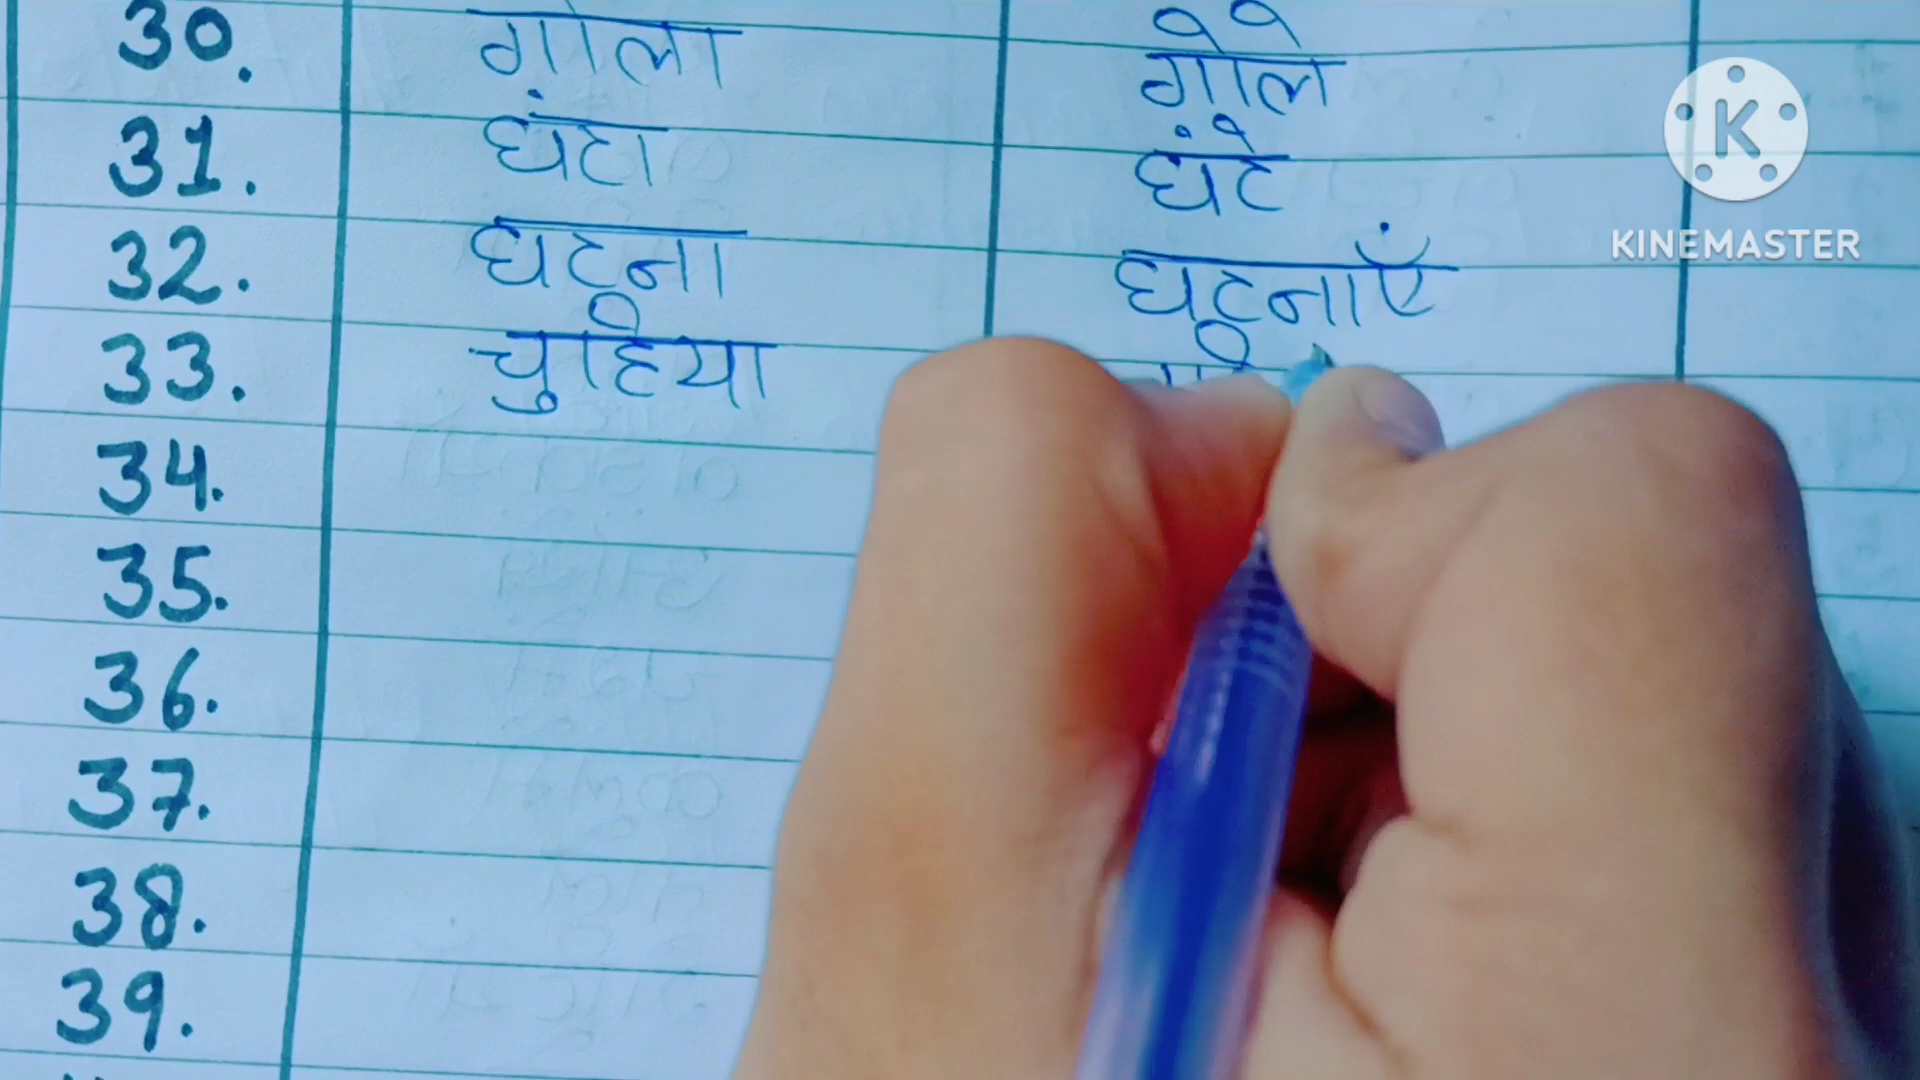 30. गोला गोले
31. घंटा घंटे
32. घटना घटनाएँ
33. चुहिया
34.
35.
36.
37.
38.
39.
K
KINEMASTER